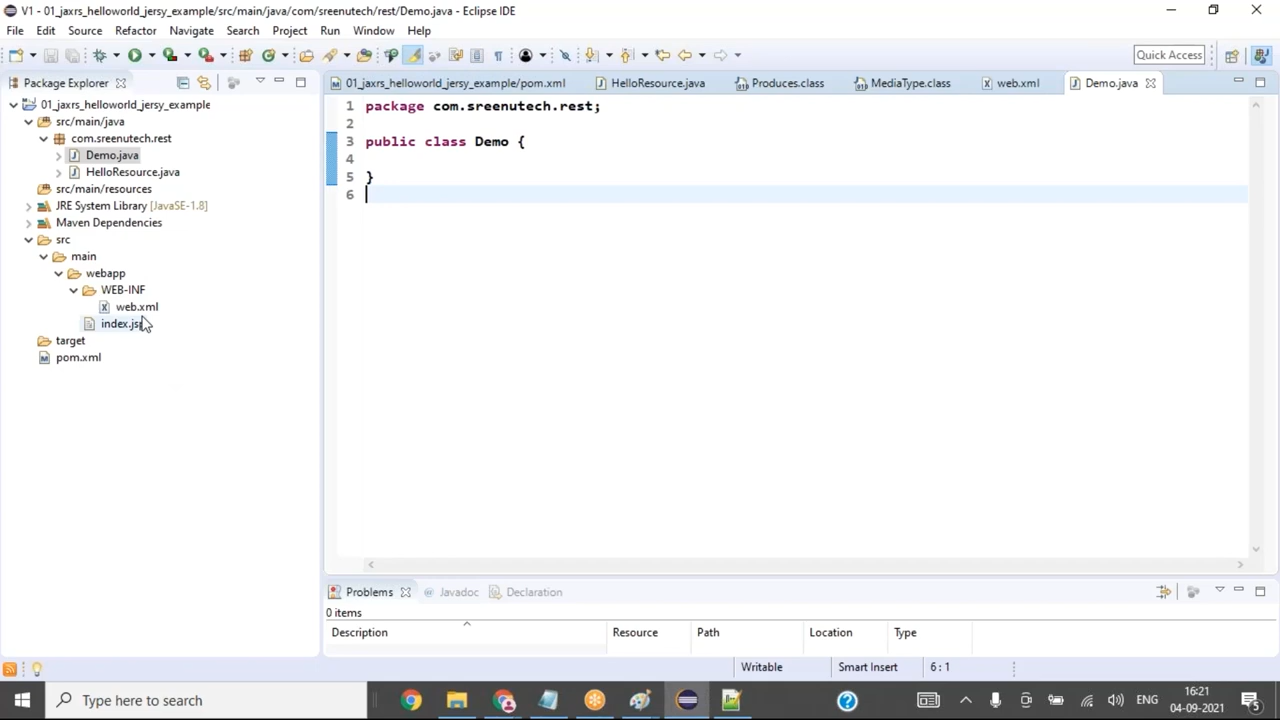 V1 - 01_jaxrs_helloworld_jersy_example/src/main/java/com/sreenutech/rest/Demo.java - Eclipse IDE
File Edit Source Refactor Navigate Search Project Run Window Help
Quick Access
Package Explorer
01_jaxrs_helloworld_jersy_example/pom.xml HelloResource.java Produces.class MediaType.class web.xml Demo.java
01_jaxrs_helloworld_jersy_example
src/main/java
com.sreenutech.rest
Demo.java
HelloResource.java
src/main/resources
JRE System Library [JavaSE-1.8]
Maven Dependencies
src
main
webapp
WEB-INF
web.xml
index.jsp
target
pom.xml
1 package com.sreenutech.rest;
2
3 public class Demo {
4
5 }
6
Problems Javadoc Declaration
0 items
Description Resource Path Location Type
Writable Smart Insert 6 : 1
Type here to search
ENG
16:21
04-09-2021
5